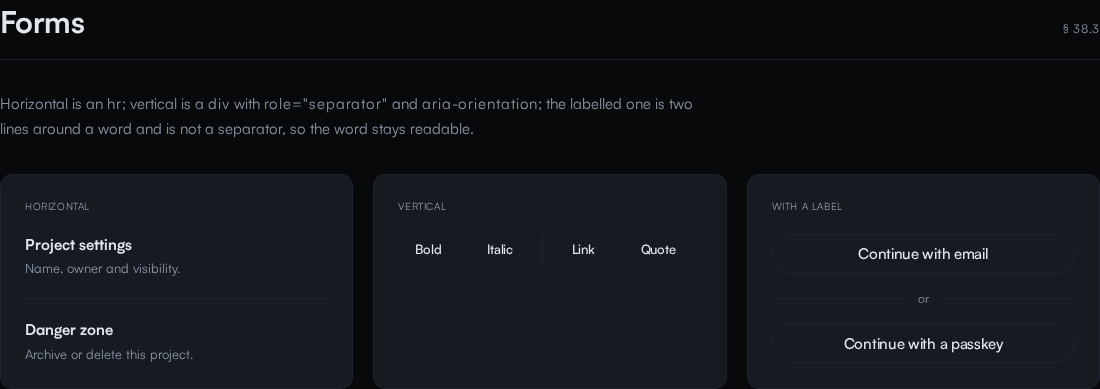 Forms
§ 38.3
Horizontal is an hr; vertical is a div with role="separator" and aria-orientation; the labelled one is two
lines around a word and is not a separator, so the word stays readable.
HORIZONTAL
Project settings
Name, owner and visibility.
Danger zone
Archive or delete this project.
VERTICAL
Bold Italic Link Quote
WITH A LABEL
Continue with email
or
Continue with a passkey